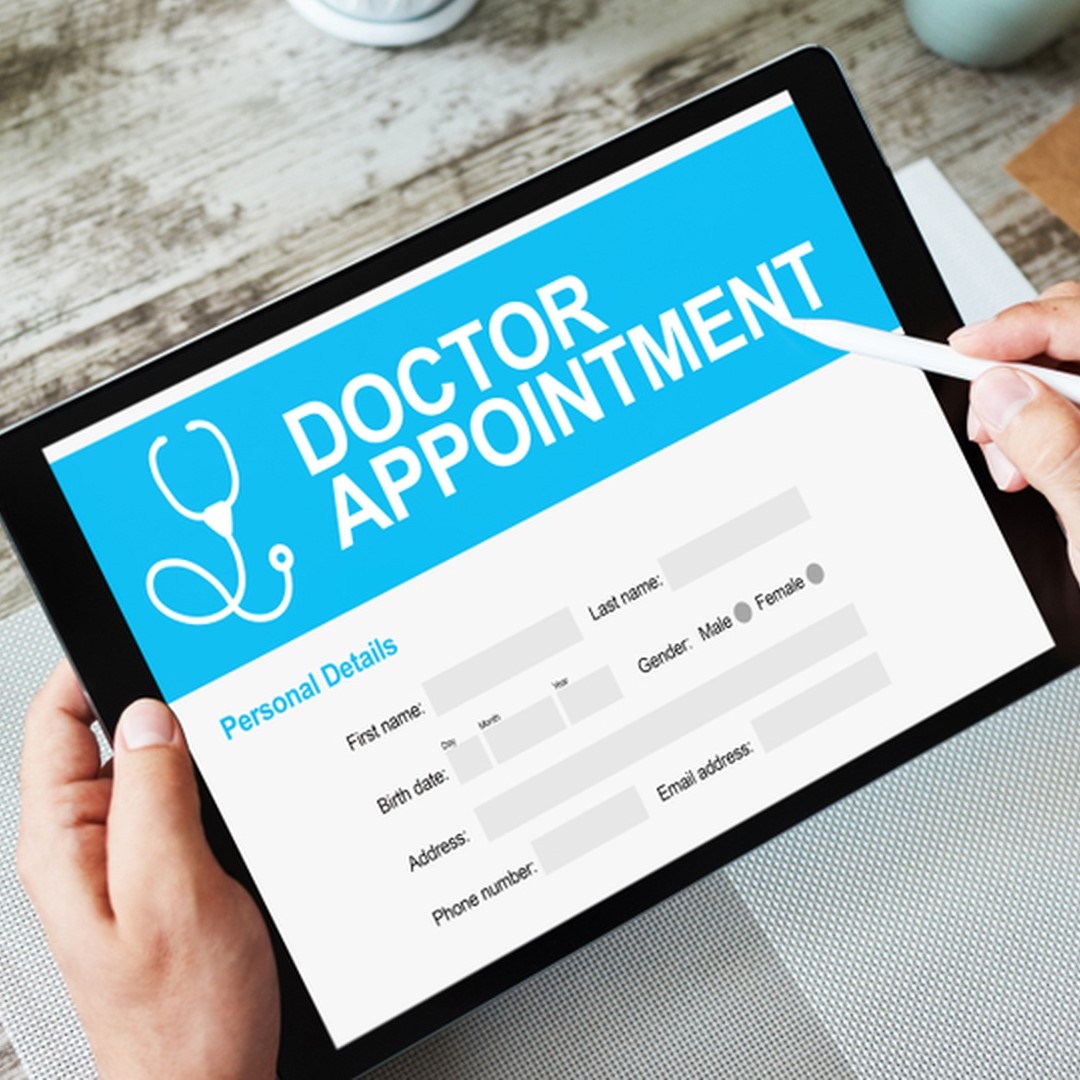 DOCTOR
APPOINTMENT
Personal Details
First name: Last name:
Day Month Year
Birth date: Gender: Male Female
Address:
Phone number: Email address: